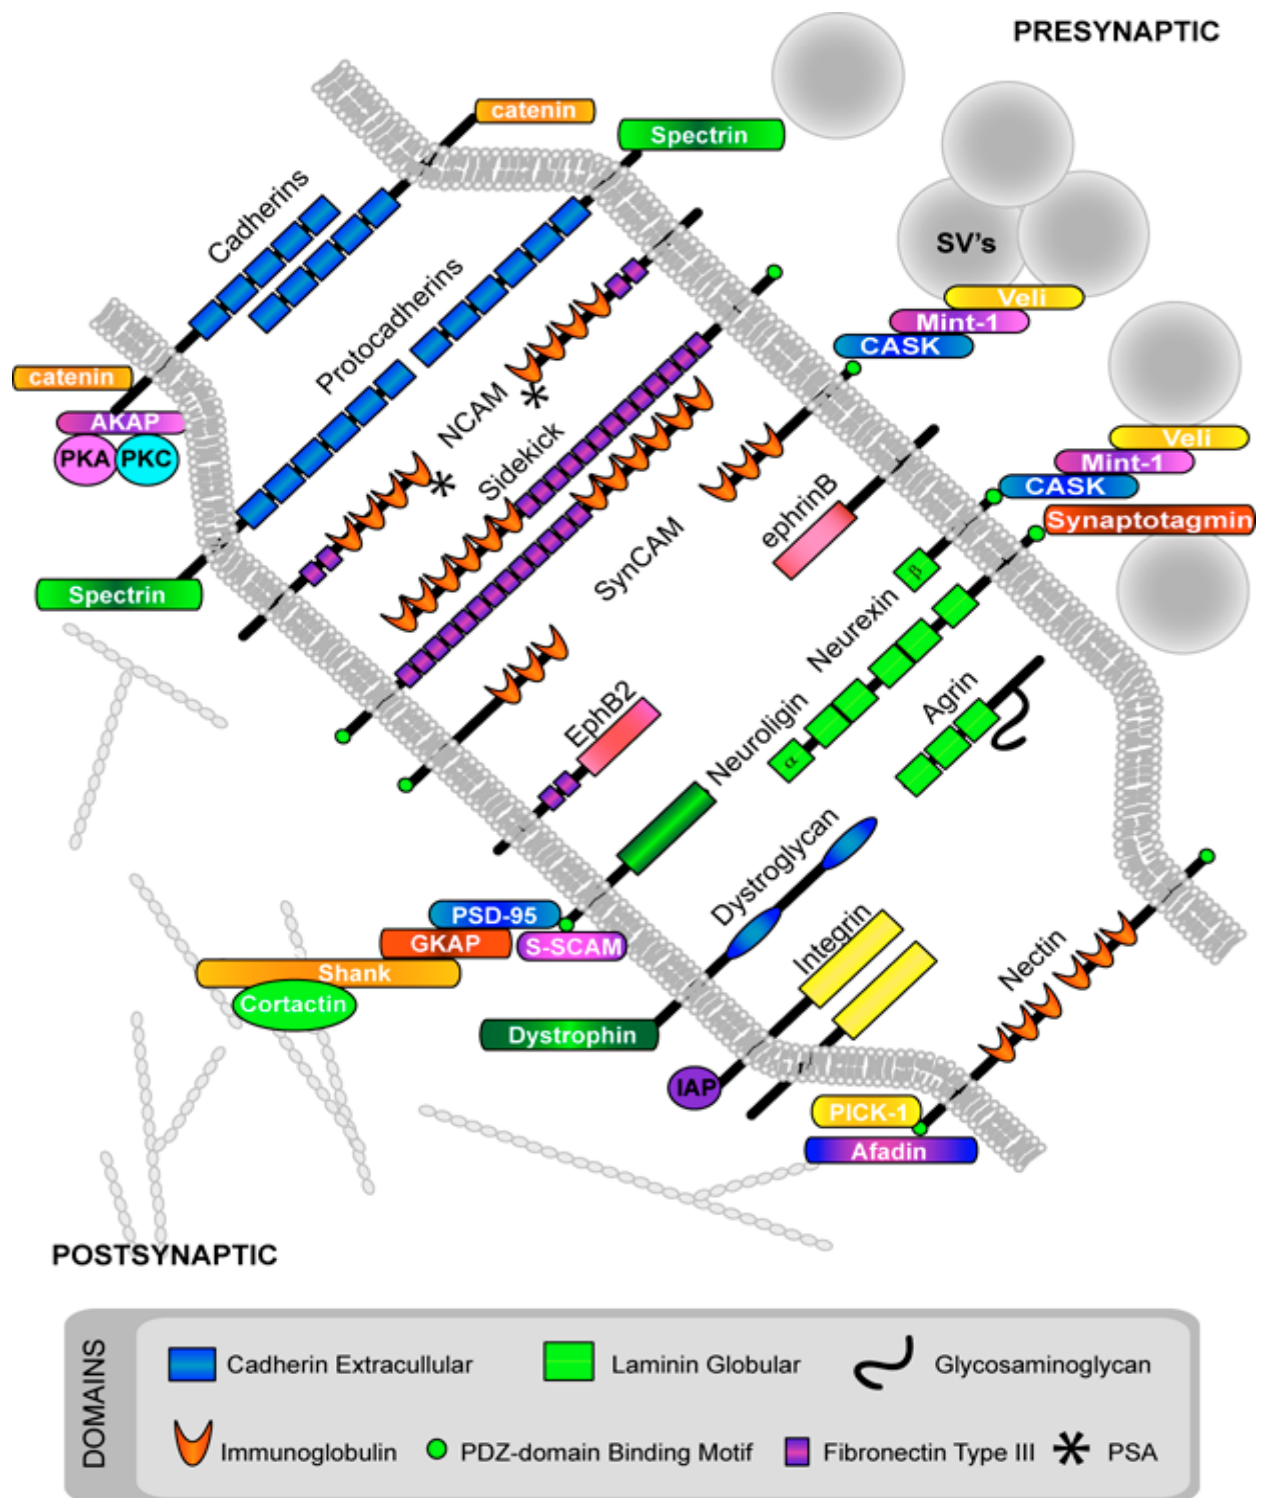 PRESYNAPTIC
catenin
Spectrin
Cadherins
SV's
Veli
Mint-1
CASK
Protocadherins
catenin
AKAP
PKA PKC
NCAM
*
*
Sidekick
Veli
Mint-1
CASK
Synaptotagmin
ephrinB
SynCAM
β
Spectrin
Neurexin
Agrin
EphB2
Neuroligin
α
Dystroglycan
PSD-95
GKAP
S-SCAM
Shank
Cortactin
Integrin
Nectin
Dystrophin
IAP
PICK-1
Afadin
POSTSYNAPTIC
DOMAINS
Cadherin Extracullular
Laminin Globular
Glycosaminoglycan
Immunoglobulin
PDZ-domain Binding Motif
Fibronectin Type III
* PSA